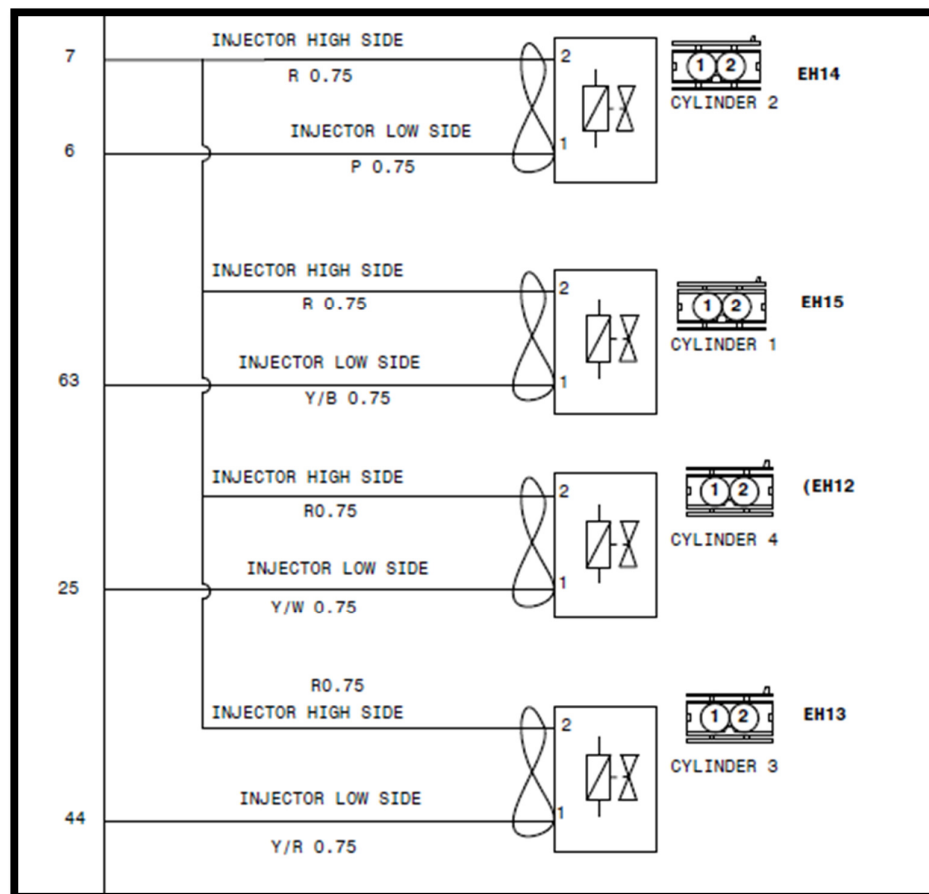 INJECTOR HIGH SIDE
7
R 0.75
2
1 2
EH14
CYLINDER 2
INJECTOR LOW SIDE
6
P 0.75
1
INJECTOR HIGH SIDE
R 0.75
2
1 2
EH15
CYLINDER 1
INJECTOR LOW SIDE
63
Y/B 0.75
1
INJECTOR HIGH SIDE
R0.75
2
1 2
(EH12
CYLINDER 4
INJECTOR LOW SIDE
25
Y/W 0.75
1
R0.75
INJECTOR HIGH SIDE
2
1 2
EH13
CYLINDER 3
INJECTOR LOW SIDE
44
Y/R 0.75
1